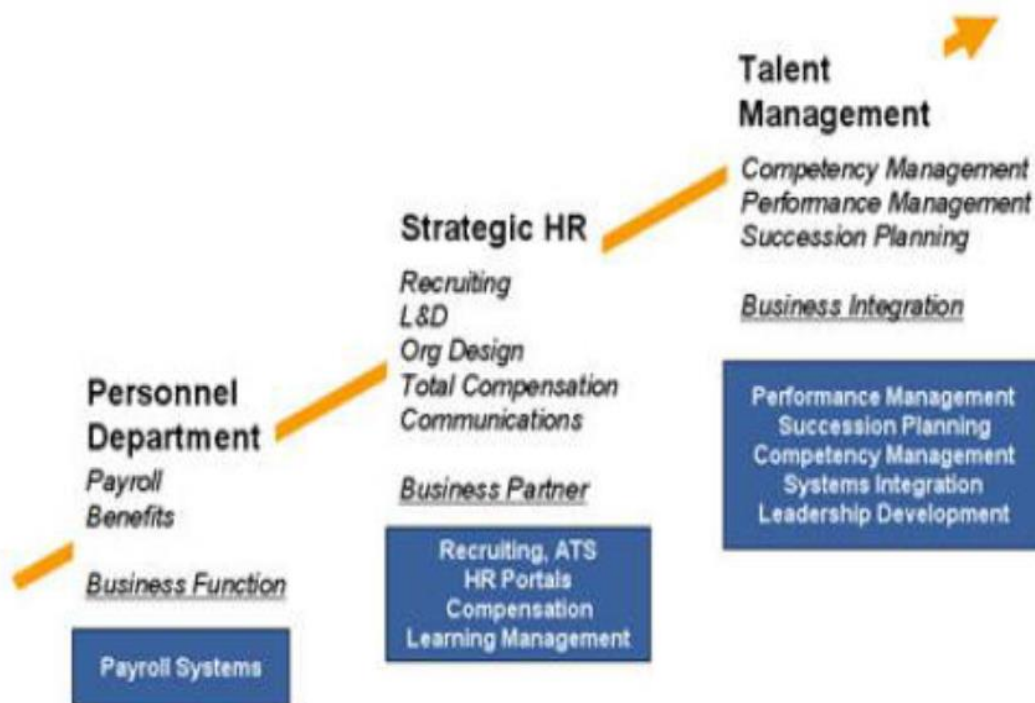 Talent
Management
Competency Management
Performance Management
Succession Planning
Business Integration
Performance Management
Succession Planning
Competency Management
Systems Integration
Leadership Development
Strategic HR
Recruiting
L&D
Org Design
Total Compensation
Communications
Business Partner
Recruiting, ATS
HR Portals
Compensation
Learning Management
Personnel
Department
Payroll
Benefits
Business Function
Payroll Systems